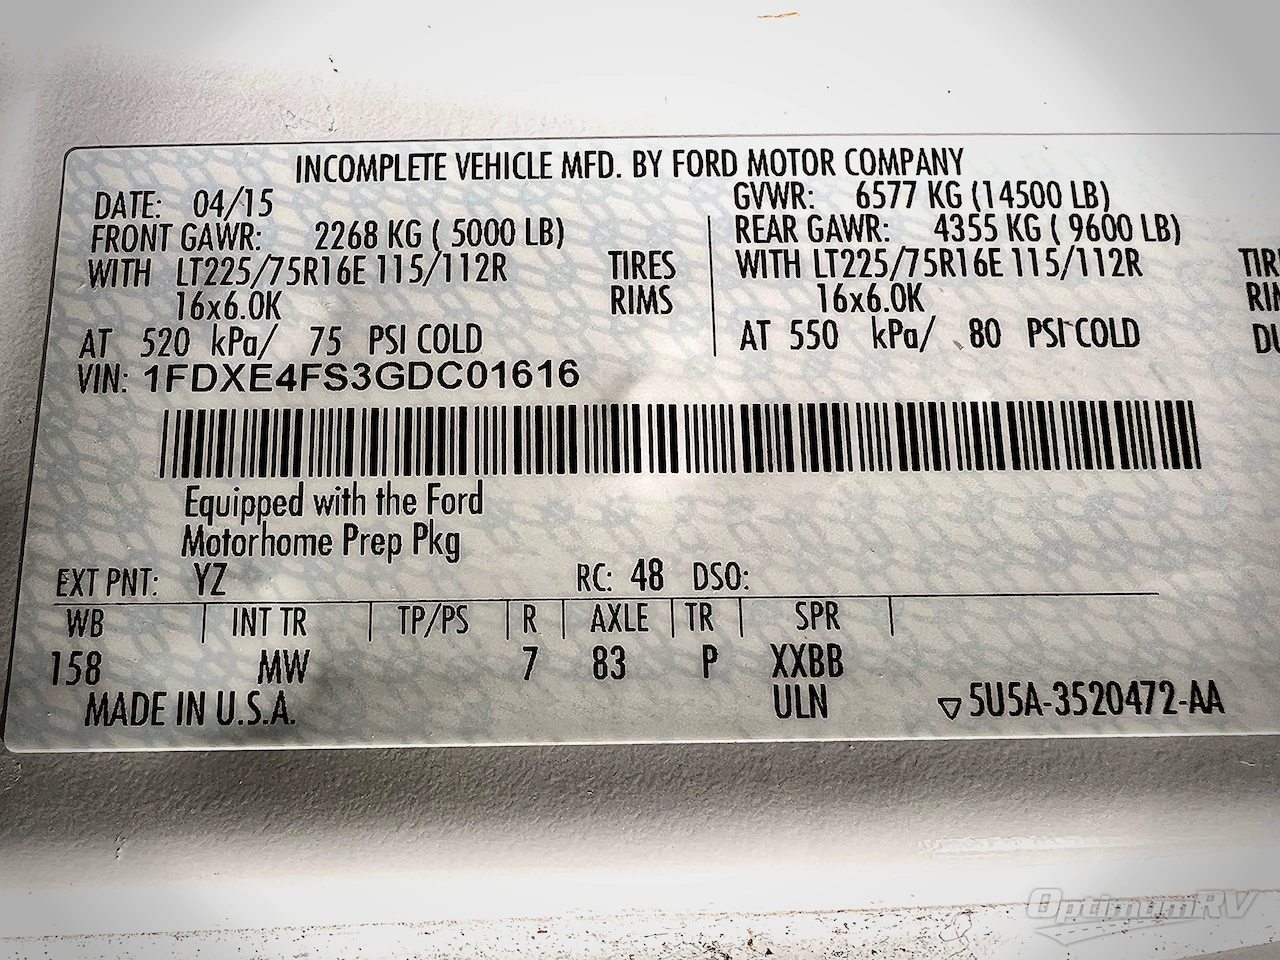 INCOMPLETE VEHICLE MFD. BY FORD MOTOR COMPANY
DATE: 04/15 GVWR: 6577 KG (14500 LB)
FRONT GAWR: 2268 KG ( 5000 LB) REAR GAWR: 4355 KG ( 9600 LB)
WITH LT225/75R16E 115/112R TIRES WITH LT225/75R16E 115/112R TIR
16x6.0K RIMS 16x6.0K RIM
AT 520 kPa/ 75 PSI COLD AT 550 kPa/ 80 PSI COLD DU
VIN: 1FDXE4FS3GDC01616
Equipped with the Ford
Motorhome Prep Pkg
EXT PNT: YZ RC: 48 DSO:
WB INT TR TP/PS R AXLE TR SPR
158 MW 7 83 P XXBB
MADE IN U.S.A. ULN 5U5A-3520472-AA
OptimumRV